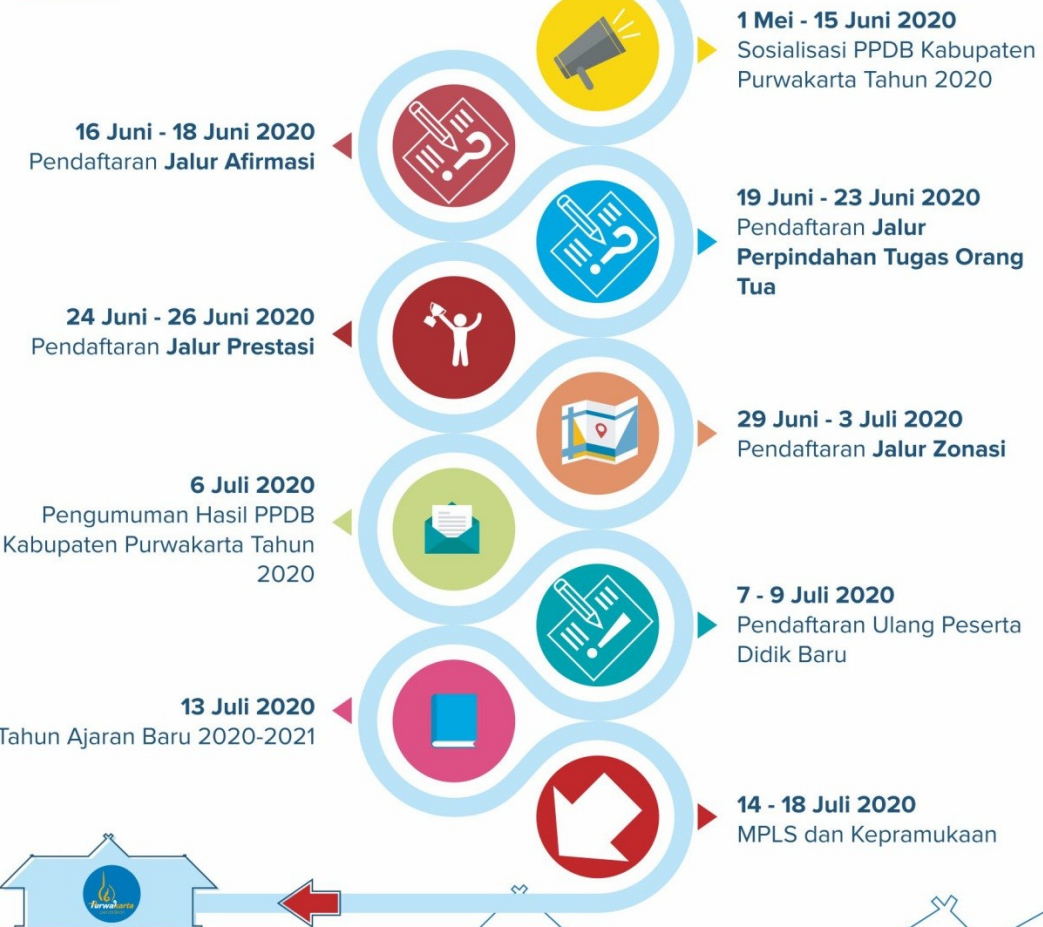 1 Mei - 15 Juni 2020
Sosialisasi PPDB Kabupaten
Purwakarta Tahun 2020
16 Juni - 18 Juni 2020
Pendaftaran Jalur Afirmasi
19 Juni - 23 Juni 2020
Pendaftaran Jalur
Perpindahan Tugas Orang
Tua
24 Juni - 26 Juni 2020
Pendaftaran Jalur Prestasi
29 Juni - 3 Juli 2020
Pendaftaran Jalur Zonasi
6 Juli 2020
Pengumuman Hasil PPDB
Kabupaten Purwakarta Tahun
2020
7 - 9 Juli 2020
Pendaftaran Ulang Peserta
Didik Baru
13 Juli 2020
Tahun Ajaran Baru 2020-2021
14 - 18 Juli 2020
MPLS dan Kepramukaan
Purwakarta